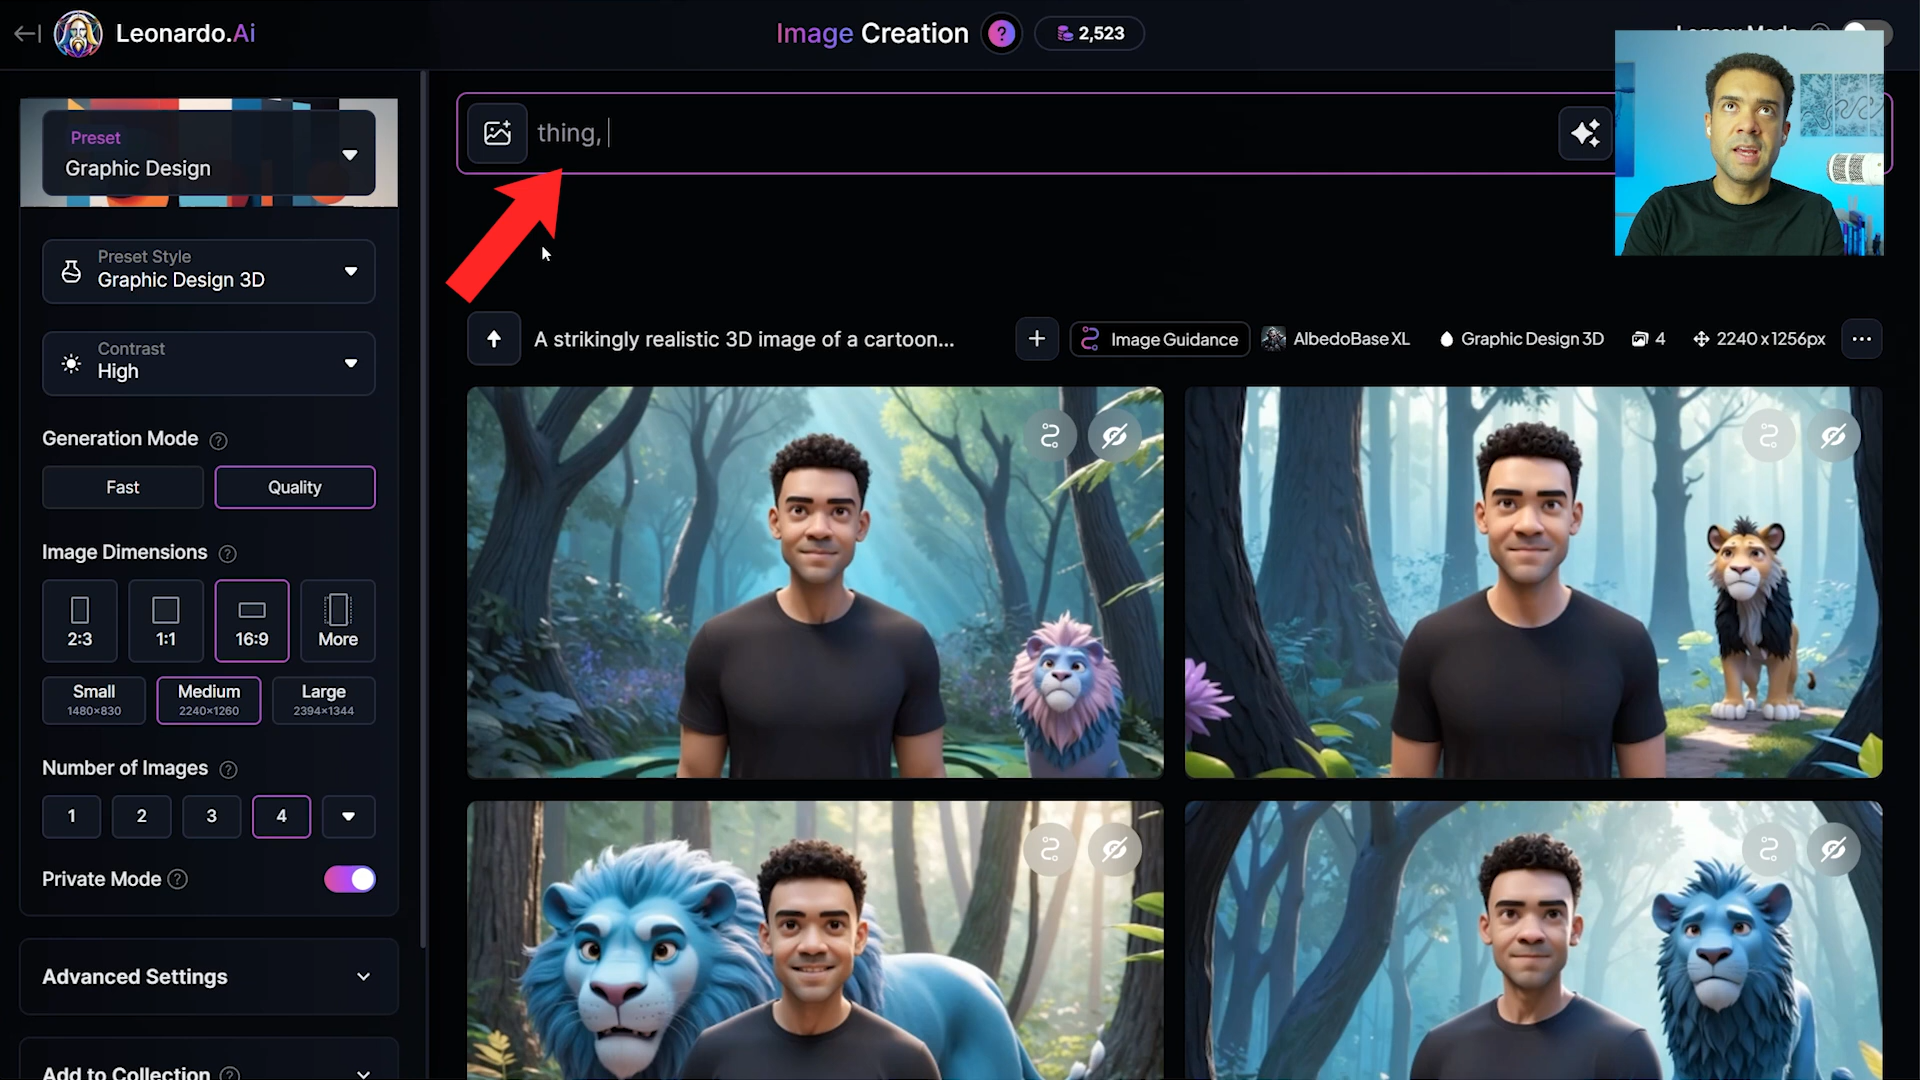 Leonardo.Ai
Image Creation
?
2,523
Legacy Mode
Preset
Graphic Design
thing,
Preset Style
Graphic Design 3D
Contrast
High
A strikingly realistic 3D image of a cartoon...
Image Guidance
AlbedoBase XL
Graphic Design 3D
4
2240 x 1256px
Generation Mode ?
Fast
Quality
Image Dimensions ?
2:3
1:1
16:9
More
Small
1480×830
Medium
2240×1260
Large
2394×1344
Number of Images ?
1
2
3
4
Private Mode ?
Advanced Settings
Add to Collection ?